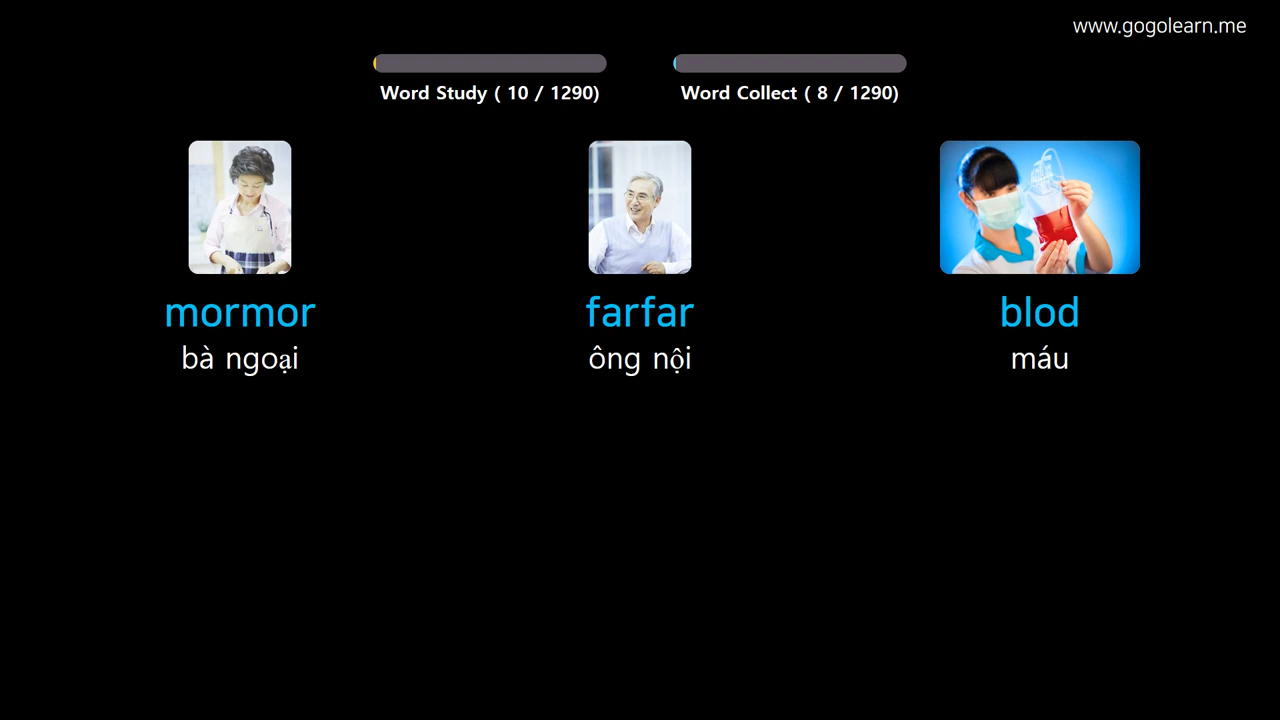 www.gogolearn.me
Word Study ( 10 / 1290)
Word Collect ( 8 / 1290)
mormor
bà ngoại
farfar
ông nội
blod
máu